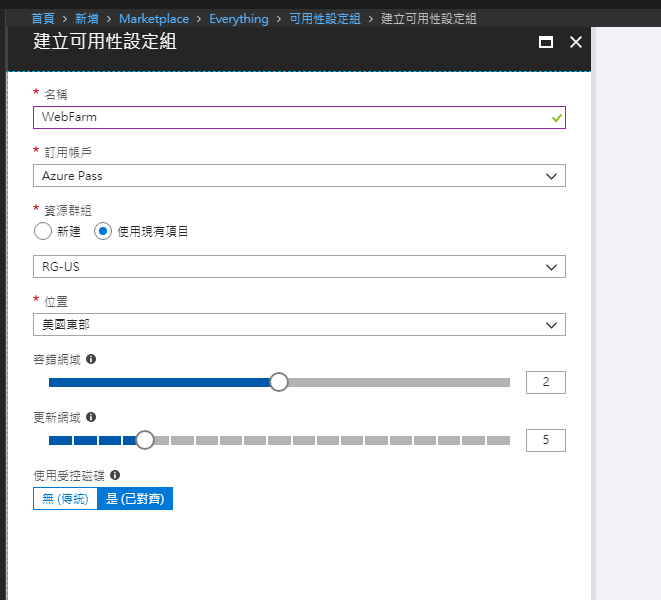 首頁 > 新增 > Marketplace > Everything > 可用性設定組 > 建立可用性設定組
建立可用性設定組
* 名稱
WebFarm
* 訂用帳戶
Azure Pass
* 資源群組
新建 使用現有項目
RG-US
* 位置
美國東部
容錯網域
2
更新網域
5
使用受控磁碟
無 (傳統) 是 (已對齊)